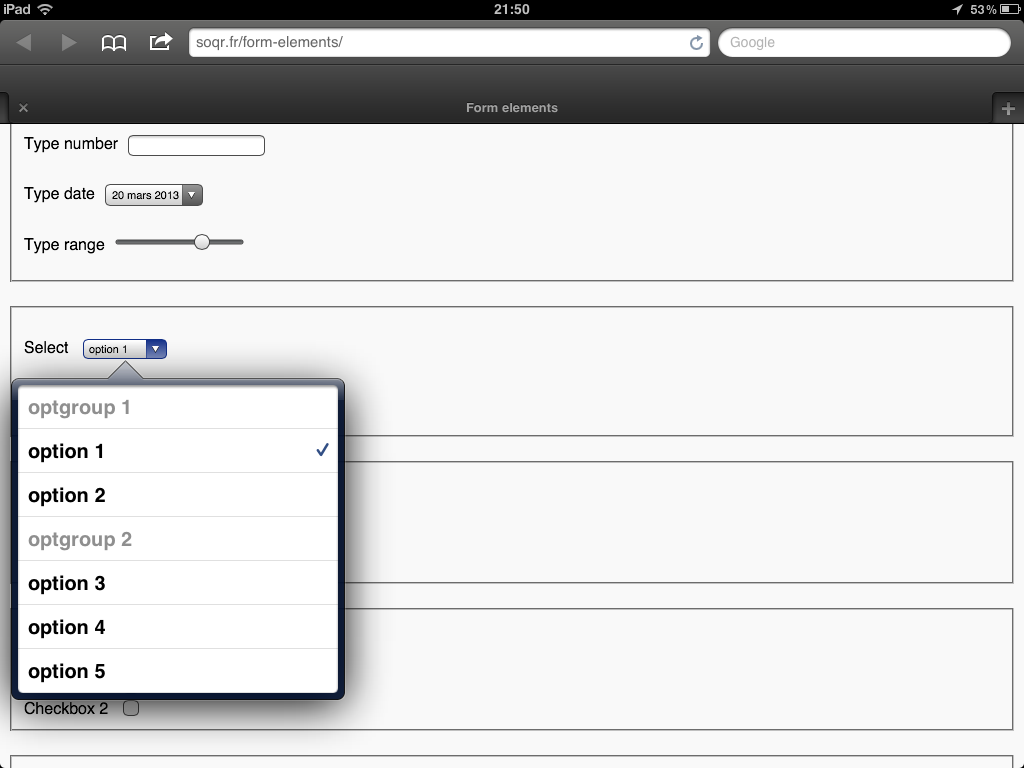 iPad 21:50 53%
soqr.fr/form-elements/ Google
Form elements
Type number
Type date 20 mars 2013
Type range
Select option 1
optgroup 1
option 1
option 2
optgroup 2
option 3
option 4
option 5
Checkbox 2